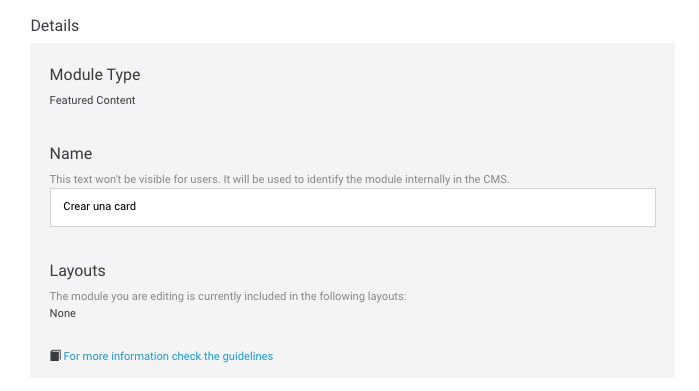 Details
Module Type
Featured Content
Name
This text won't be visible for users. It will be used to identify the module internally in the CMS.
Crear una card
Layouts
The module you are editing is currently included in the following layouts:
None
For more information check the guidelines